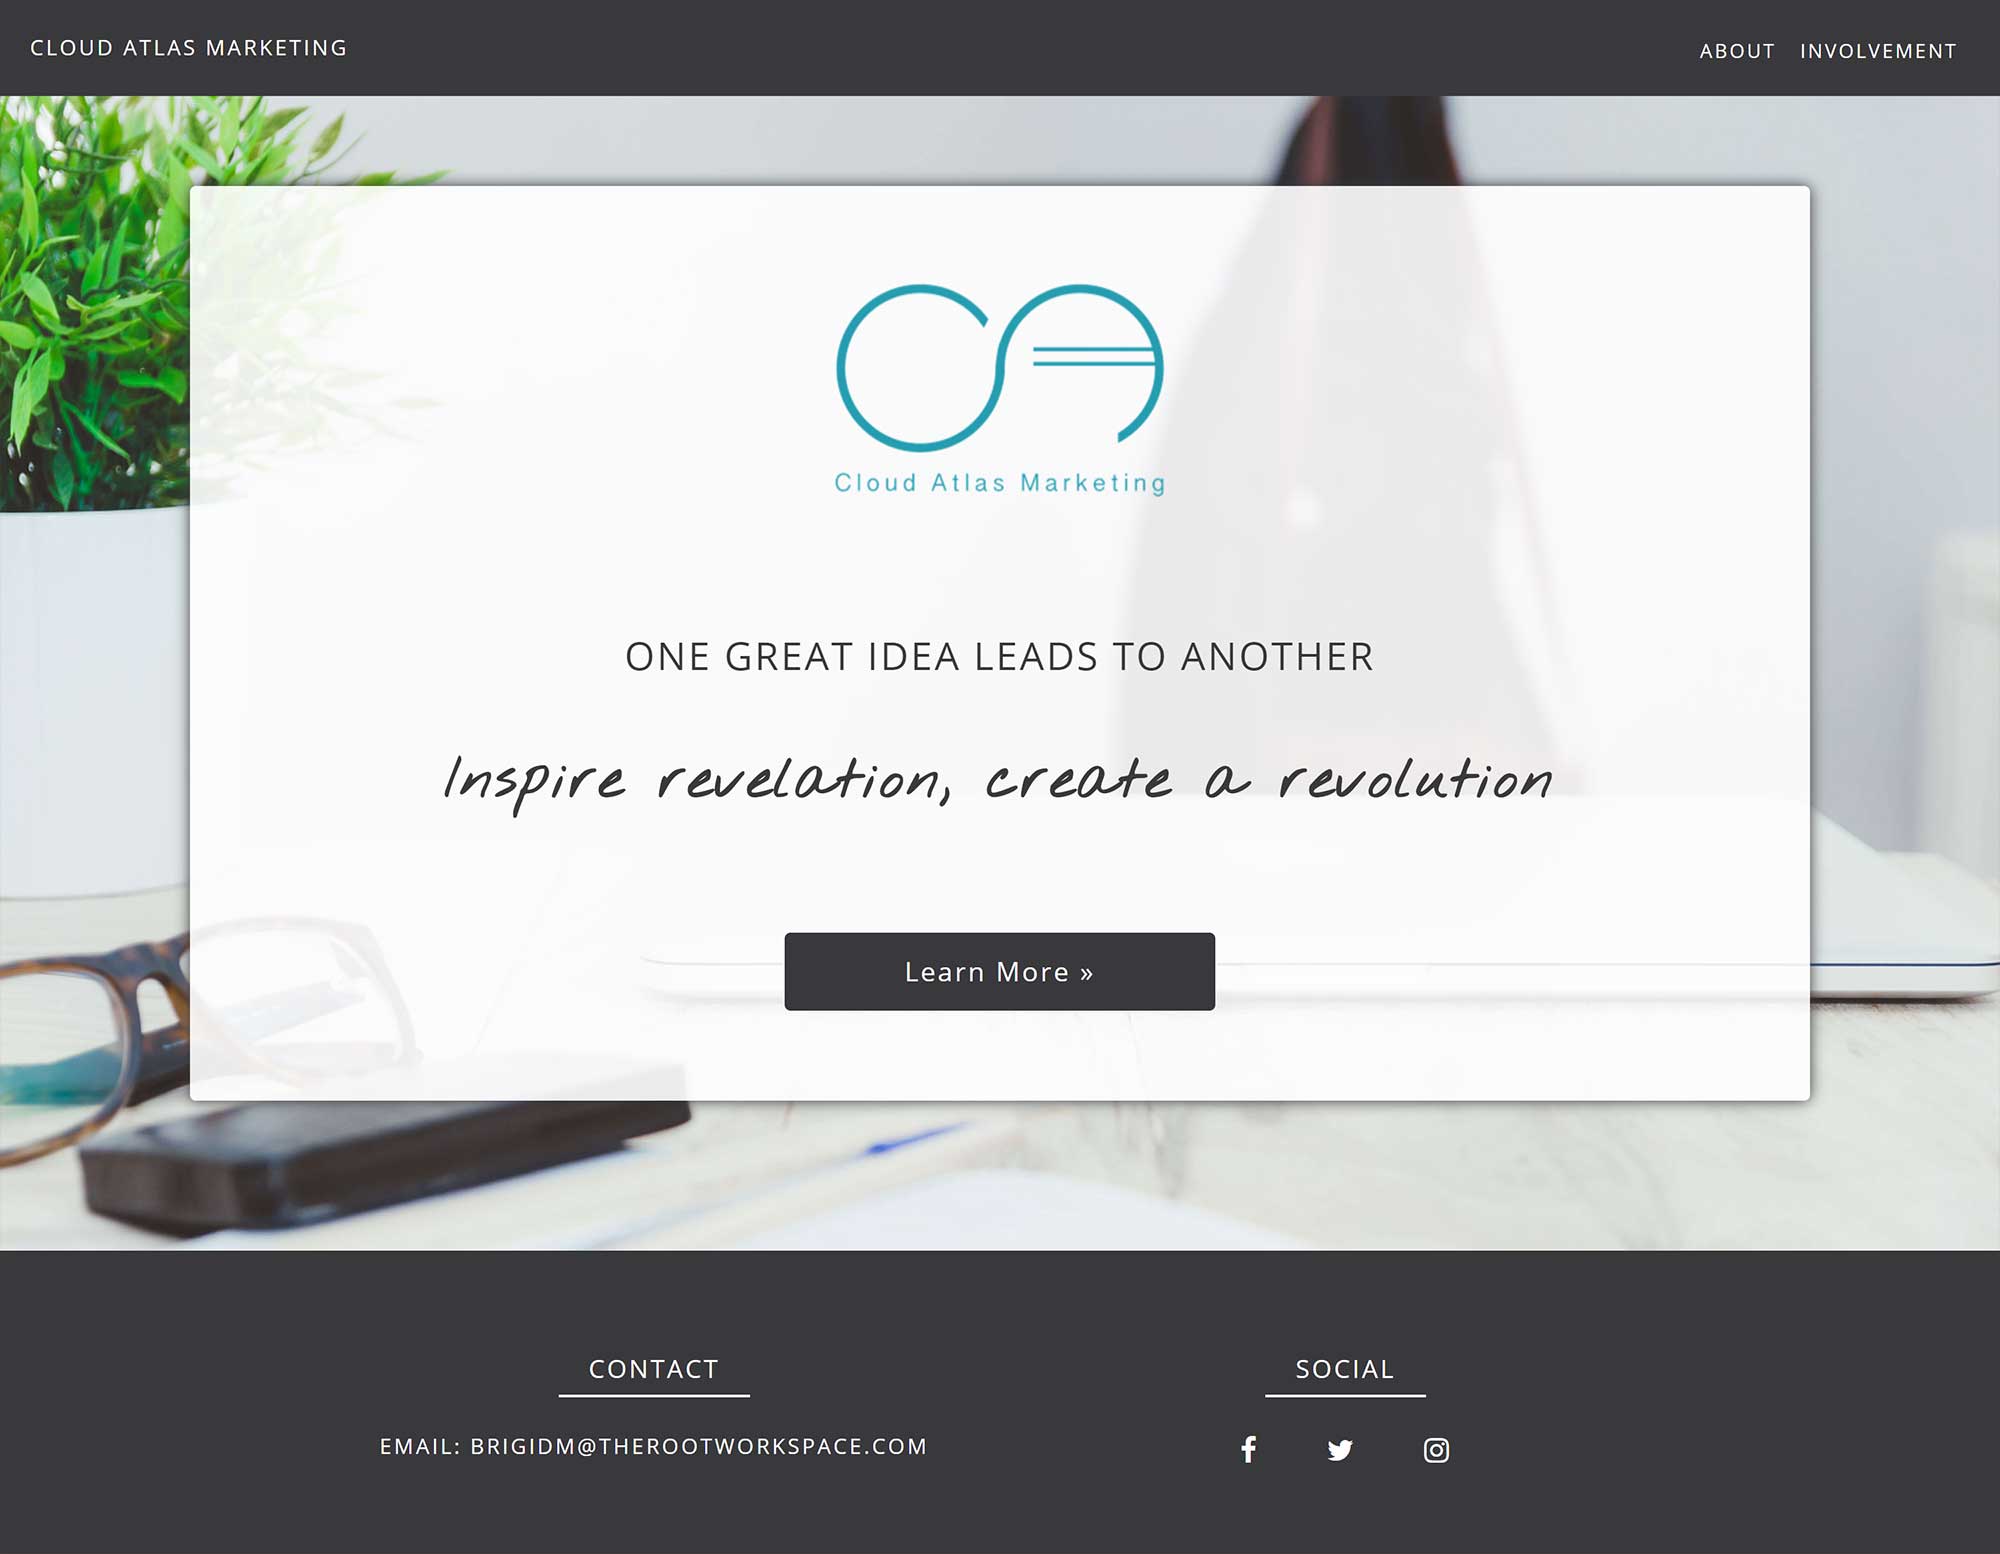 CLOUD ATLAS MARKETING
ABOUT INVOLVEMENT
CA
Cloud Atlas Marketing
ONE GREAT IDEA LEADS TO ANOTHER
Inspire revelation, create a revolution
Learn More »
CONTACT
EMAIL: BRIGIDM@THEROOTWORKSPACE.COM
SOCIAL